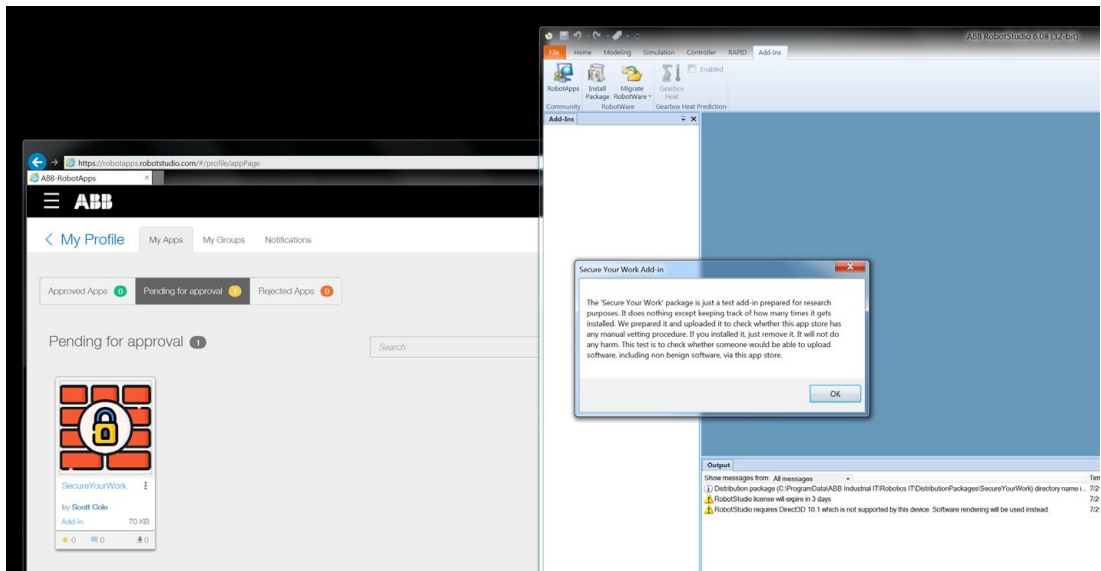 https://robotapps.robotstudio.com/#/profile/appPage
ABB-RobotApps
ABB
My Profile
My Apps
My Groups
Notifications
Approved Apps 0
Pending for approval 1
Rejected Apps 0
Pending for approval 1
Search
SecureYourWork
by Scott Cole
Add-In 70 KB
0 0 0
ABB RobotStudio 6.08 (32-bit)
File Home Modeling Simulation Controller RAPID Add-Ins
RobotApps
Install Package
Migrate RobotWare
Gearbox Heat
Enabled
Community RobotWare Gearbox Heat Prediction
Add-Ins
Secure Your Work Add-in
The 'Secure Your Work' package is just a test add-in prepared for research
purposes. It does nothing except keeping track of how many times it gets
installed. We prepared it and uploaded it to check whether this app store has
any manual vetting procedure. If you installed it, just remove it. It will not do
any harm. This test is to check whether someone would be able to upload
software, including non benign software, via this app store.
OK
Output
Show messages from: All messages Tim
Distribution package (C:\ProgramData\ABB Industrial IT\Robotics IT\DistributionPackages\SecureYourWork) directory name i... 7/2
RobotStudio license will expire in 3 days 7/2
RobotStudio requires Direct3D 10.1 which is not supported by this device. Software rendering will be used instead. 7/2